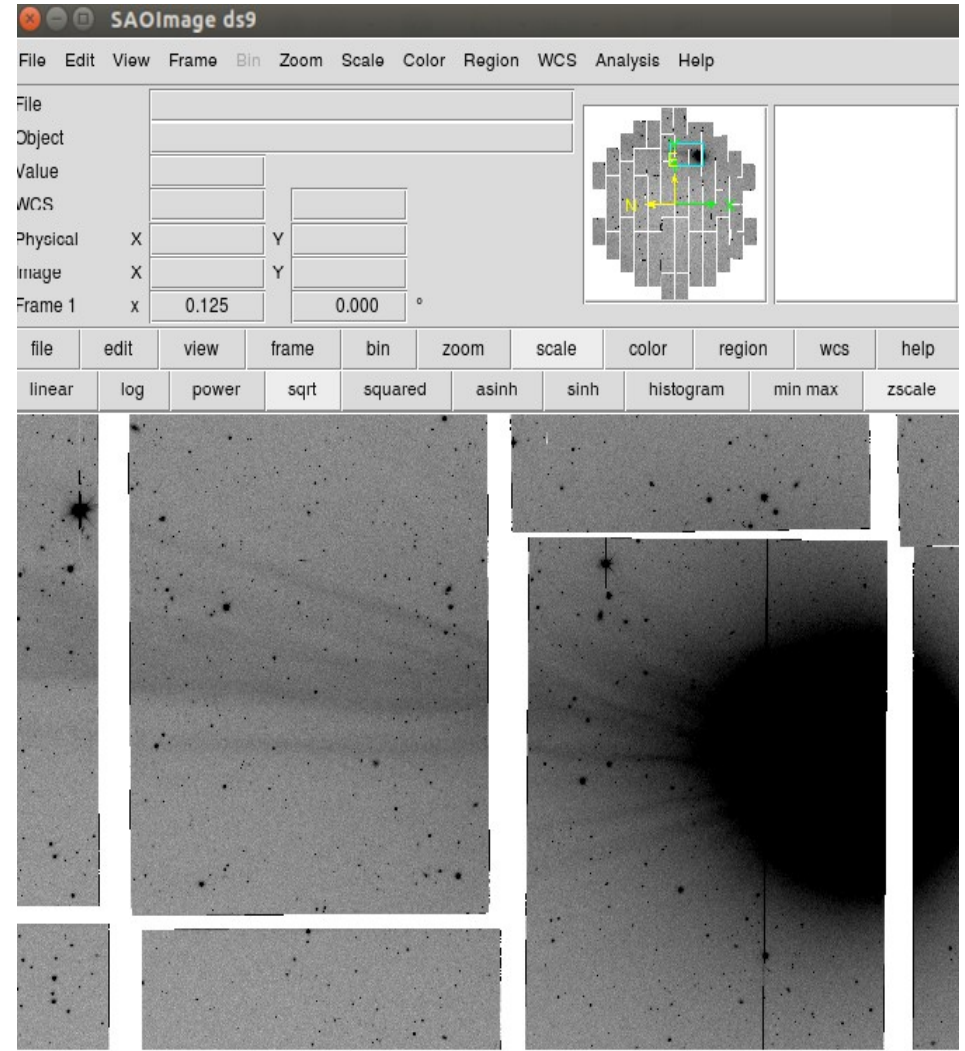 SAOImage ds9
File Edit View Frame Bin Zoom Scale Color Region WCS Analysis Help
File
Object
Value
WCS
Physical X Y
Image X Y
Frame 1 x 0.125 0.000 °
N E X
file edit view frame bin zoom scale color region wcs help
linear log power sqrt squared asinh sinh histogram min max zscale